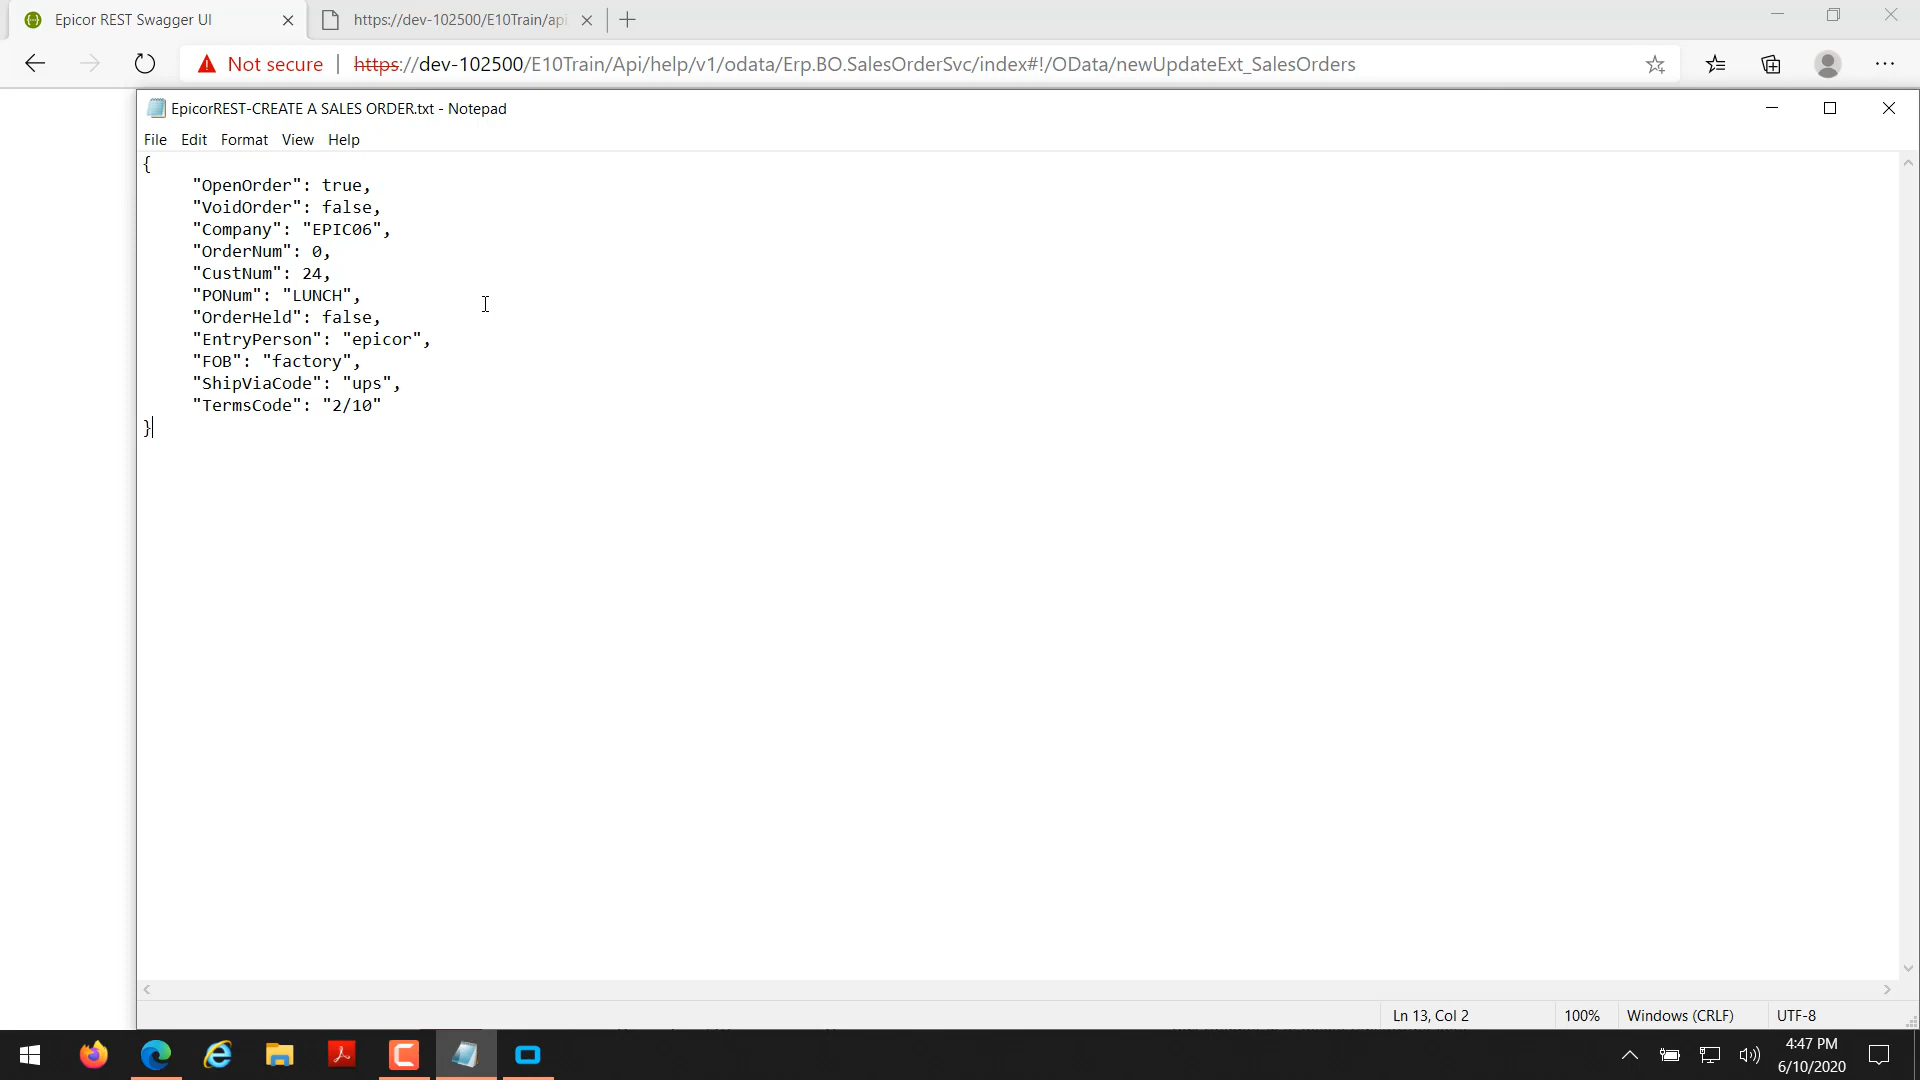 Epicor REST Swagger UI
https://dev-102500/E10Train/api
Not secure | https://dev-102500/E10Train/Api/help/v1/odata/Erp.BO.SalesOrderSvc/index#!/OData/newUpdateExt_SalesOrders
EpicorREST-CREATE A SALES ORDER.txt - Notepad
File Edit Format View Help
{
"OpenOrder": true,
"VoidOrder": false,
"Company": "EPIC06",
"OrderNum": 0,
"CustNum": 24,
"PONum": "LUNCH",
"OrderHeld": false,
"EntryPerson": "epicor",
"FOB": "factory",
"ShipViaCode": "ups",
"TermsCode": "2/10"
}
Ln 13, Col 2 100% Windows (CRLF) UTF-8
4:47 PM
6/10/2020